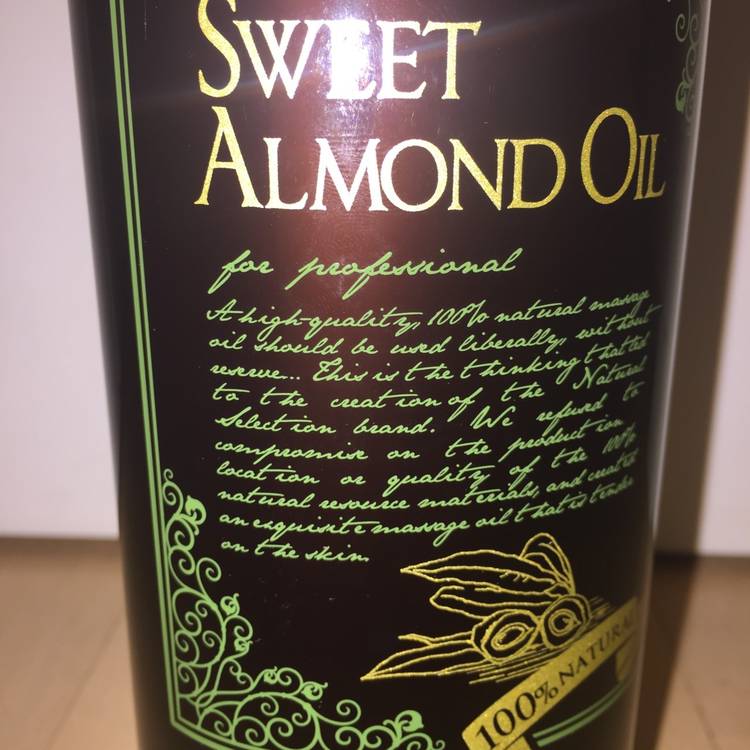 SWEET
ALMOND OIL
for professional
A high-quality, 100% natural massage
oil should be used liberally, without
reserve... This is the thinking that led
to the creation of the Natural
Selection brand. We refused to
compromise on the production
location or quality of the 100%
natural resource materials, and created
an exquisite massage oil that is tender
on the skin.
100% NATURAL